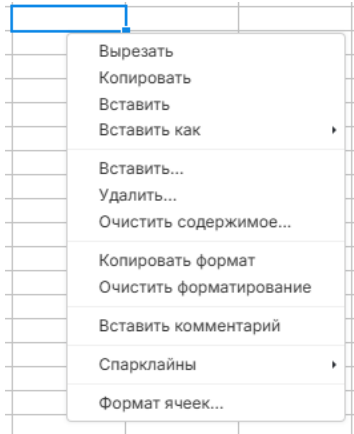 Вырезать
Копировать
Вставить
Вставить как
Вставить...
Удалить...
Очистить содержимое...
Копировать формат
Очистить форматирование
Вставить комментарий
Спарклайны
Формат ячеек...